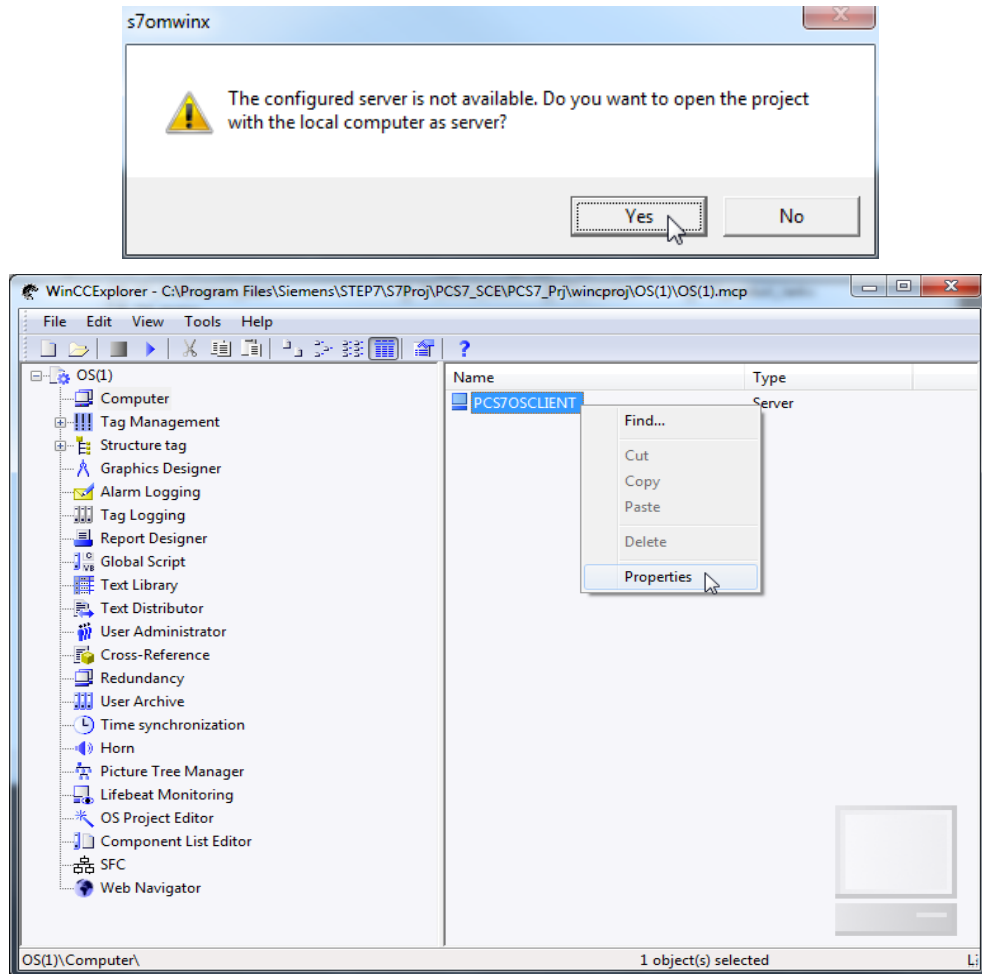 s7omwinx
The configured server is not available. Do you want to open the project
with the local computer as server?
Yes
No
WinCCExplorer - C:\Program Files\Siemens\STEP7\S7Proj\PCS7_SCE\PCS7_Prj\wincproj\OS(1)\OS(1).mcp
File Edit View Tools Help
OS(1)
Computer
Tag Management
Structure tag
Graphics Designer
Alarm Logging
Tag Logging
Report Designer
Global Script
Text Library
Text Distributor
User Administrator
Cross-Reference
Redundancy
User Archive
Time synchronization
Horn
Picture Tree Manager
Lifebeat Monitoring
OS Project Editor
Component List Editor
SFC
Web Navigator
Name Type
PCS7OSCLIENT Server
Find...
Cut
Copy
Paste
Delete
Properties
OS(1)\Computer\ 1 object(s) selected